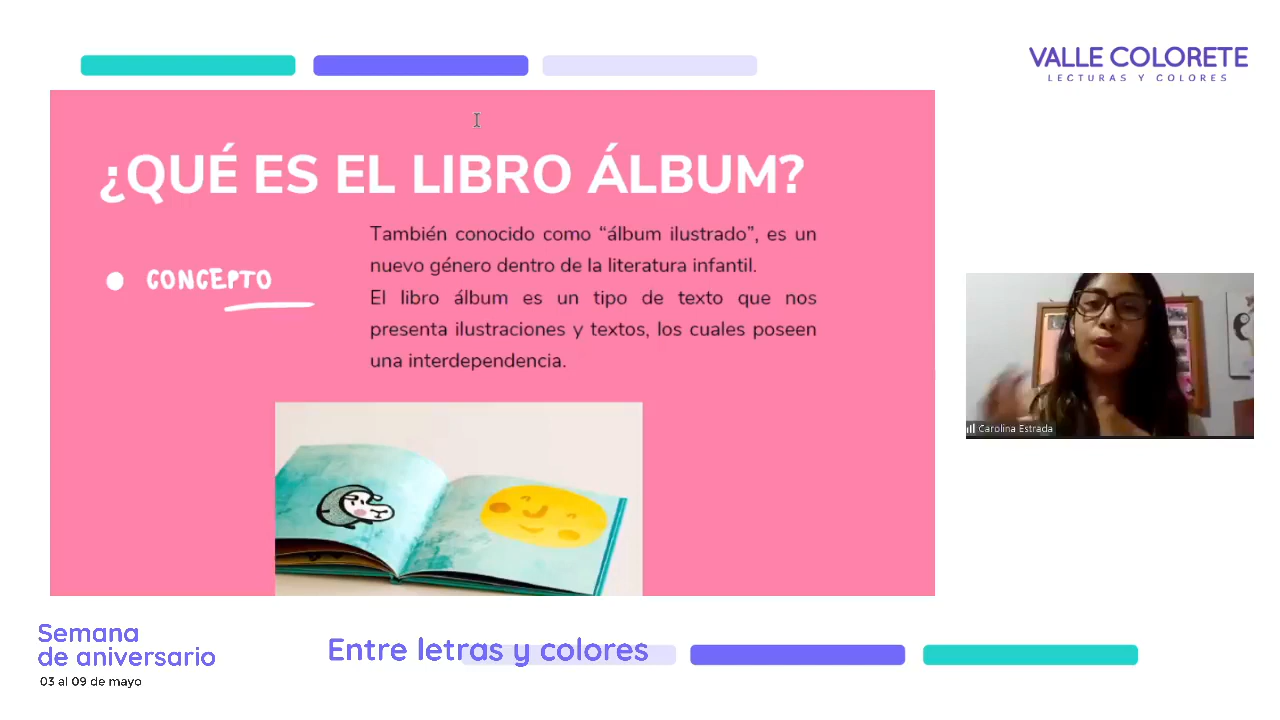 VALLE COLORETE
LECTURAS Y COLORES
¿QUÉ ES EL LIBRO ÁLBUM?
CONCEPTO
También conocido como “álbum ilustrado”, es un
nuevo género dentro de la literatura infantil.
El libro álbum es un tipo de texto que nos
presenta ilustraciones y textos, los cuales poseen
una interdependencia.
Carolina Estrada
Semana
de aniversario
03 al 09 de mayo
Entre letras y colores